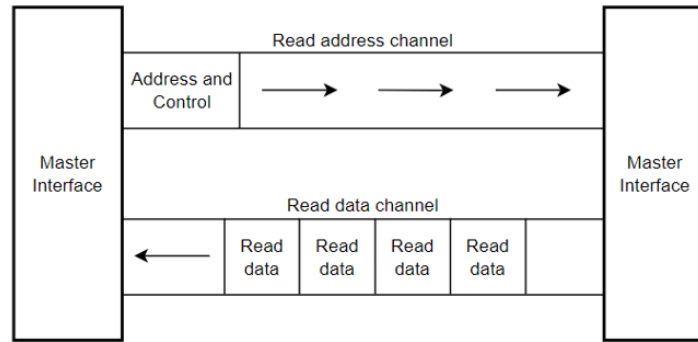 Read address channel
Address and
Control
Master
Interface
Master
Interface
Read data channel
Read
data
Read
data
Read
data
Read
data